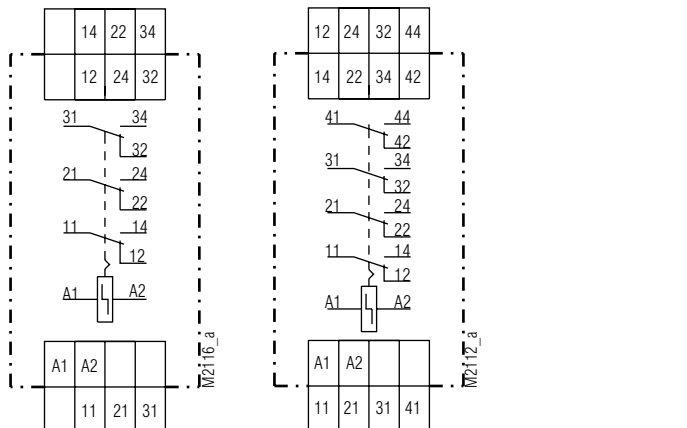 14 22 34
12 24 32
31 34
32
21 24
22
11 14
12
A1 A2
A1 A2
11 21 31
M2116_a
12 24 32 44
14 22 34 42
41 44
42
31 34
32
21 24
22
11 14
12
A1 A2
A1 A2
11 21 31 41
M2112_a